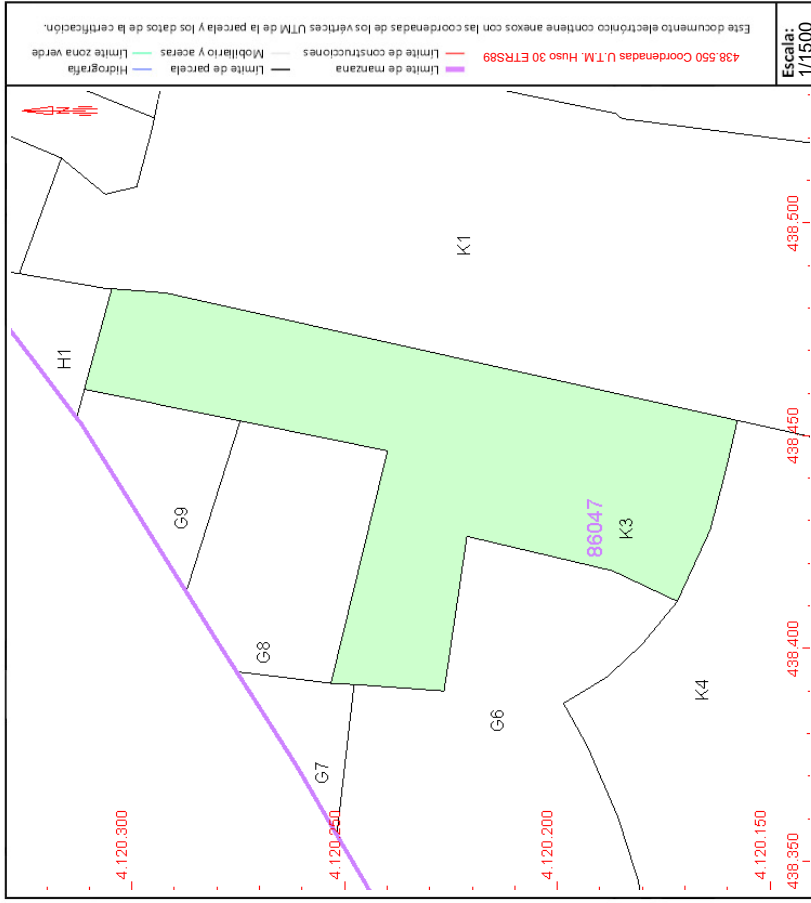 Este documento electrónico contiene anexos con las coordenadas de los vértices UTM de la parcela y los datos de la certificación.
438.550 Coordenadas U.T.M. Huso 30 ETRS89
Límite de manzana
Límite de construcciones
Límite de parcela
Mobiliario y aceras
Hidrografía
Límite zona verde
Escala:
1/1500
H1
K1
G9
G8
G7
G6
86047
K3
K4
4.120.300
4.120.250
4.120.200
4.120.150
438.500
438.450
438.400
438.350